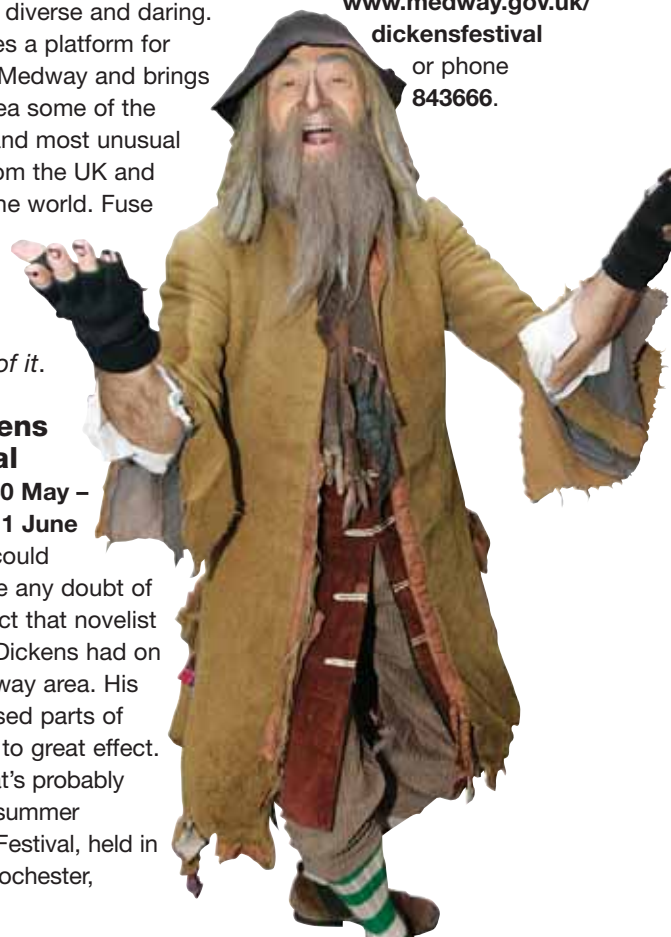 diverse and daring.
es a platform for
Medway and brings
ea some of the
nd most unusual
om the UK and
he world. Fuse
of it.
ens
al
0 May –
1 June
could
e any doubt of
ct that novelist
Dickens had on
way area. His
sed parts of
to great effect.
at's probably
summer
Festival, held in
ochester,
www.medway.gov.uk/
dickensfestival
or phone
843666.